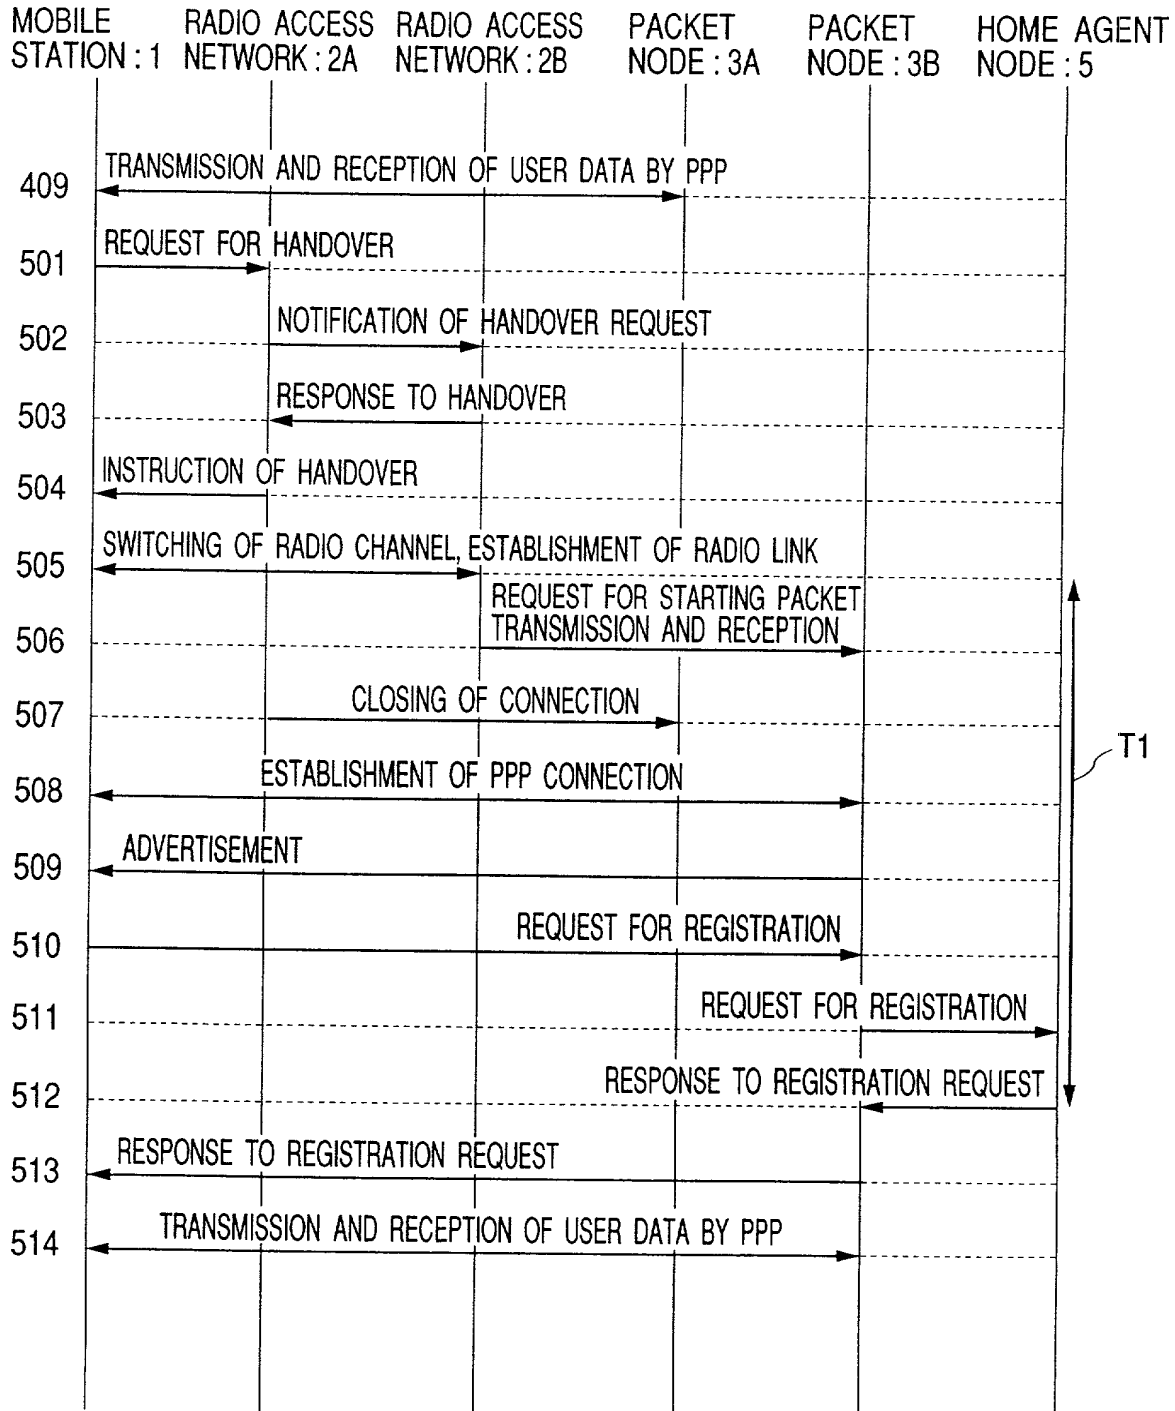 MOBILE STATION : 1
RADIO ACCESS NETWORK : 2A
RADIO ACCESS NETWORK : 2B
PACKET NODE : 3A
PACKET NODE : 3B
HOME AGENT NODE : 5
409 TRANSMISSION AND RECEPTION OF USER DATA BY PPP
501 REQUEST FOR HANDOVER
502 NOTIFICATION OF HANDOVER REQUEST
503 RESPONSE TO HANDOVER
504 INSTRUCTION OF HANDOVER
505 SWITCHING OF RADIO CHANNEL, ESTABLISHMENT OF RADIO LINK
REQUEST FOR STARTING PACKET
506 TRANSMISSION AND RECEPTION
507 CLOSING OF CONNECTION
T1
508 ESTABLISHMENT OF PPP CONNECTION
509 ADVERTISEMENT
510 REQUEST FOR REGISTRATION
511 REQUEST FOR REGISTRATION
512 RESPONSE TO REGISTRATION REQUEST
513 RESPONSE TO REGISTRATION REQUEST
514 TRANSMISSION AND RECEPTION OF USER DATA BY PPP